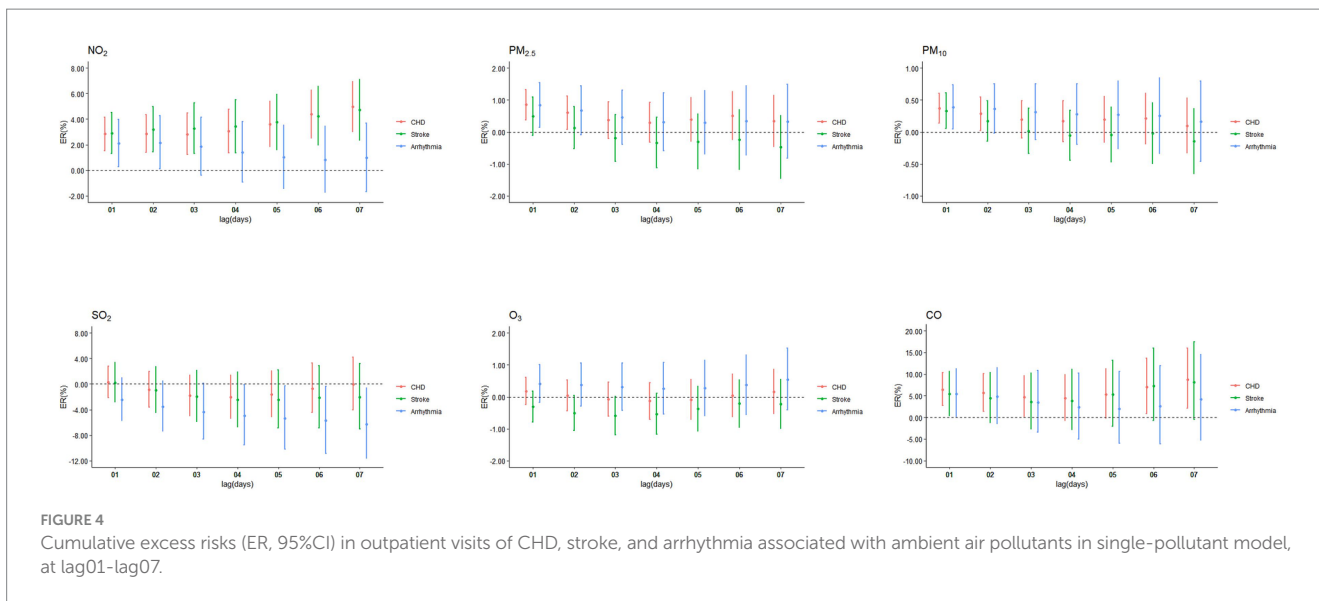 NO₂
8.00
6.00
4.00
2.00
0.00
-2.00
ER(%)
01 02 03 04 05 06 07
lag(days)
CHD
Stroke
Arrhythmia
PM₂.₅
2.00
1.00
0.00
-1.00
-2.00
ER(%)
01 02 03 04 05 06 07
lag(days)
CHD
Stroke
Arrhythmia
PM₁₀
1.00
0.50
0.00
-0.50
-1.00
ER(%)
01 02 03 04 05 06 07
lag(days)
CHD
Stroke
Arrhythmia
SO₂
8.00
4.00
0.00
-4.00
-8.00
-12.00
ER(%)
01 02 03 04 05 06 07
lag(days)
CHD
Stroke
Arrhythmia
O₃
2.00
1.00
0.00
-1.00
-2.00
ER(%)
01 02 03 04 05 06 07
lag(days)
CHD
Stroke
Arrhythmia
CO
20.00
15.00
10.00
5.00
0.00
-5.00
-10.00
ER(%)
01 02 03 04 05 06 07
lag(days)
CHD
Stroke
Arrhythmia
FIGURE 4
Cumulative excess risks (ER, 95%CI) in outpatient visits of CHD, stroke, and arrhythmia associated with ambient air pollutants in single-pollutant model,
at lag01-lag07.